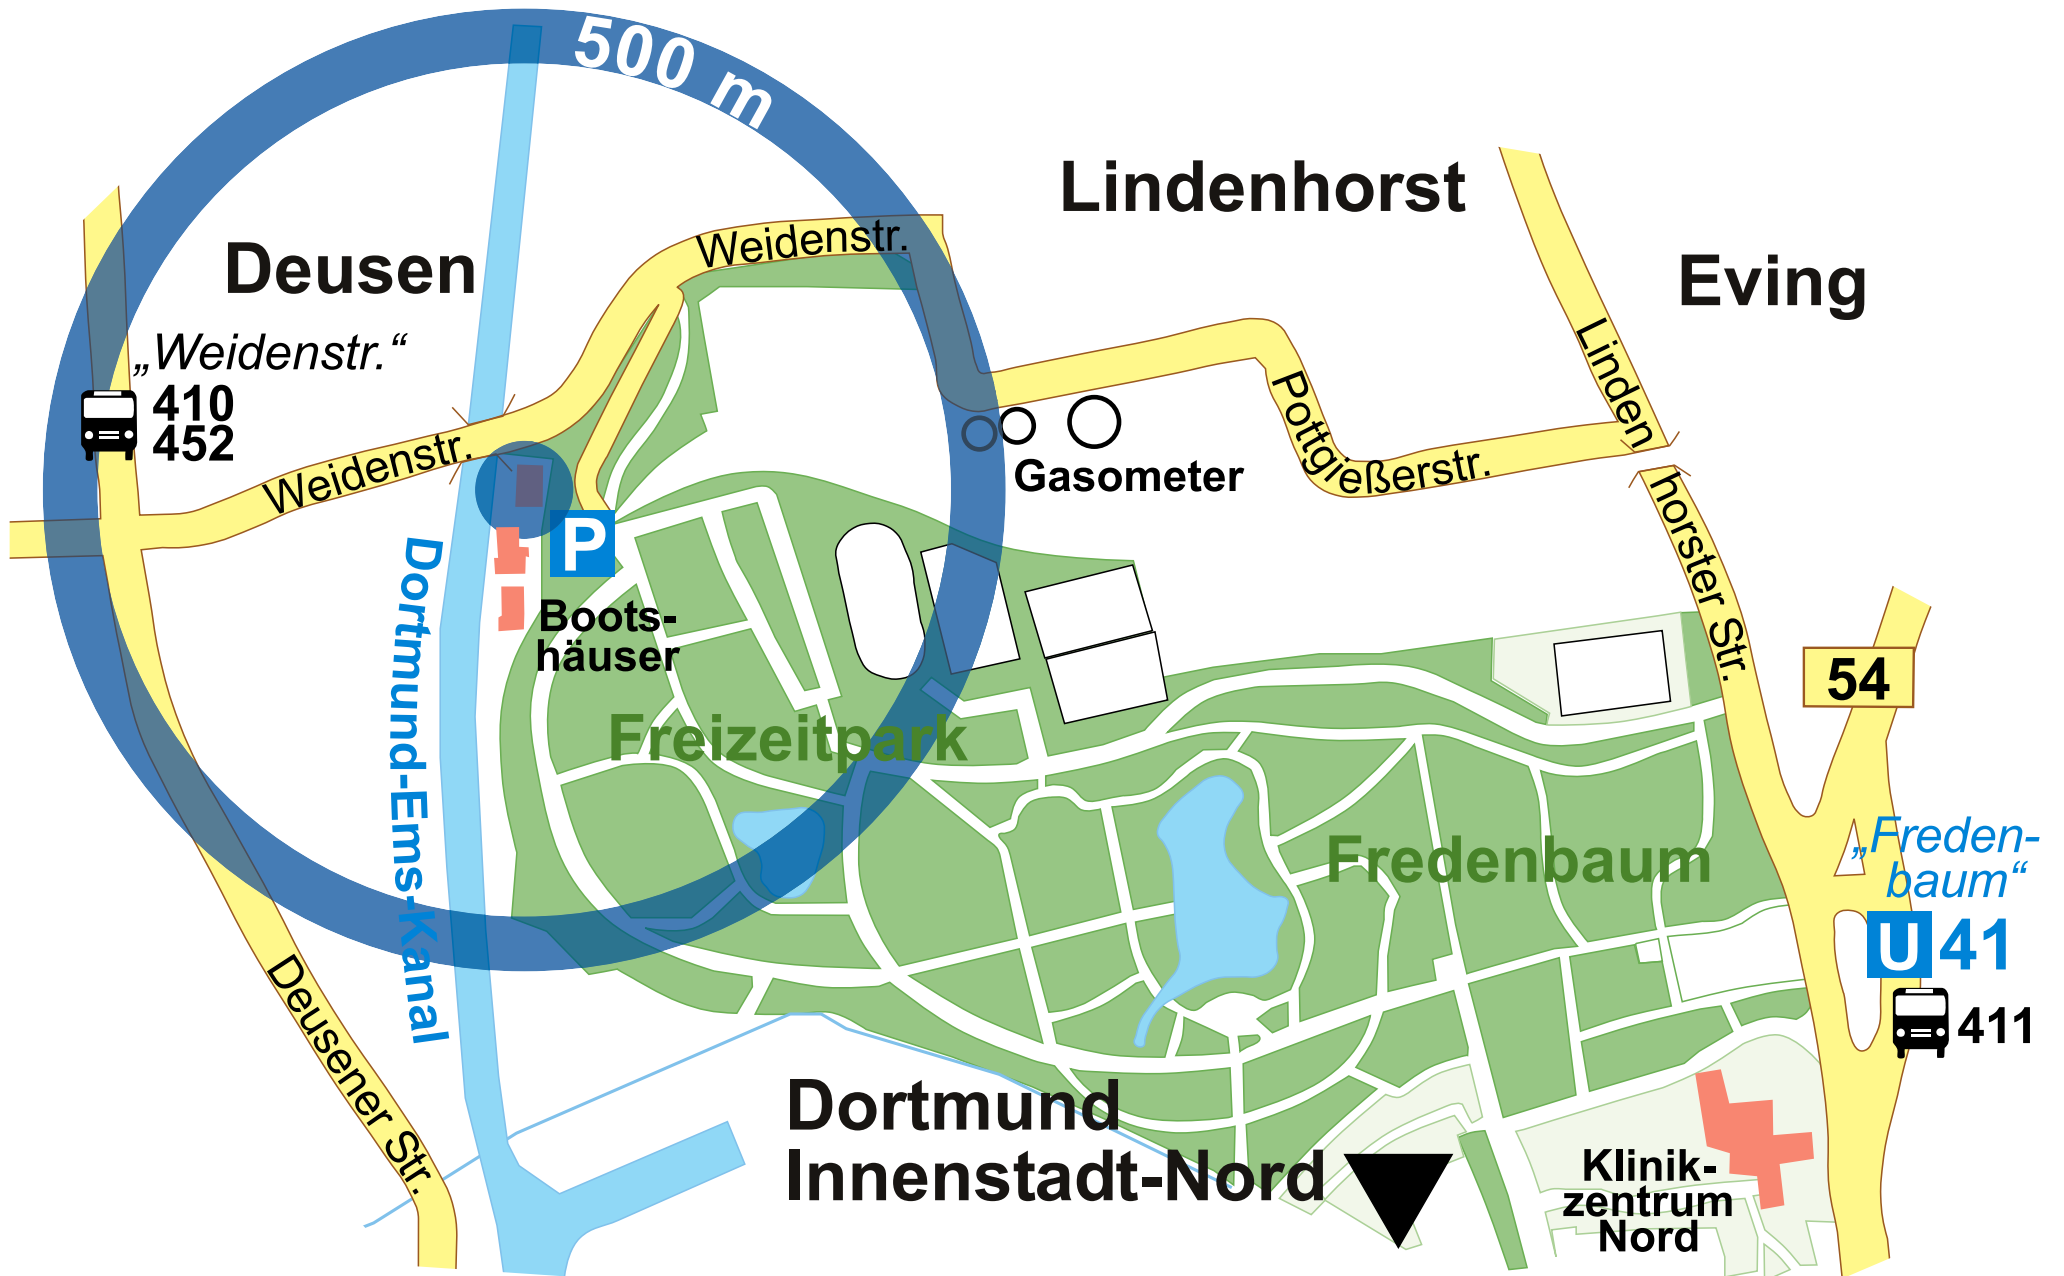 500 m
Lindenhorst
Weidenstr.
Deusen
Eving
„Weidenstr.“
410
452
Linden
Pottgießerstr.
Weidenstr.
Gasometer
horster Str.
P
Dortmund-Ems-Kanal
Boots-
häuser
54
Freizeitpark
Fredenbaum
„Freden-
baum“
U 41
411
Deusener Str.
Dortmund
Innenstadt-Nord
Klinik-
zentrum
Nord